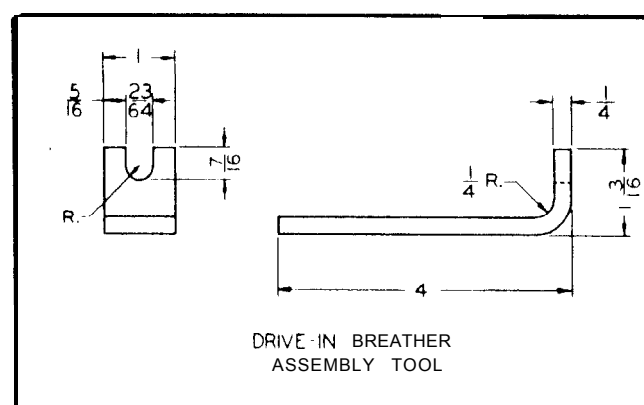 1
5/16
23/64
7/16
R.
1/4
1/4 R.
1 3/16
4
DRIVE-IN BREATHER
ASSEMBLY TOOL